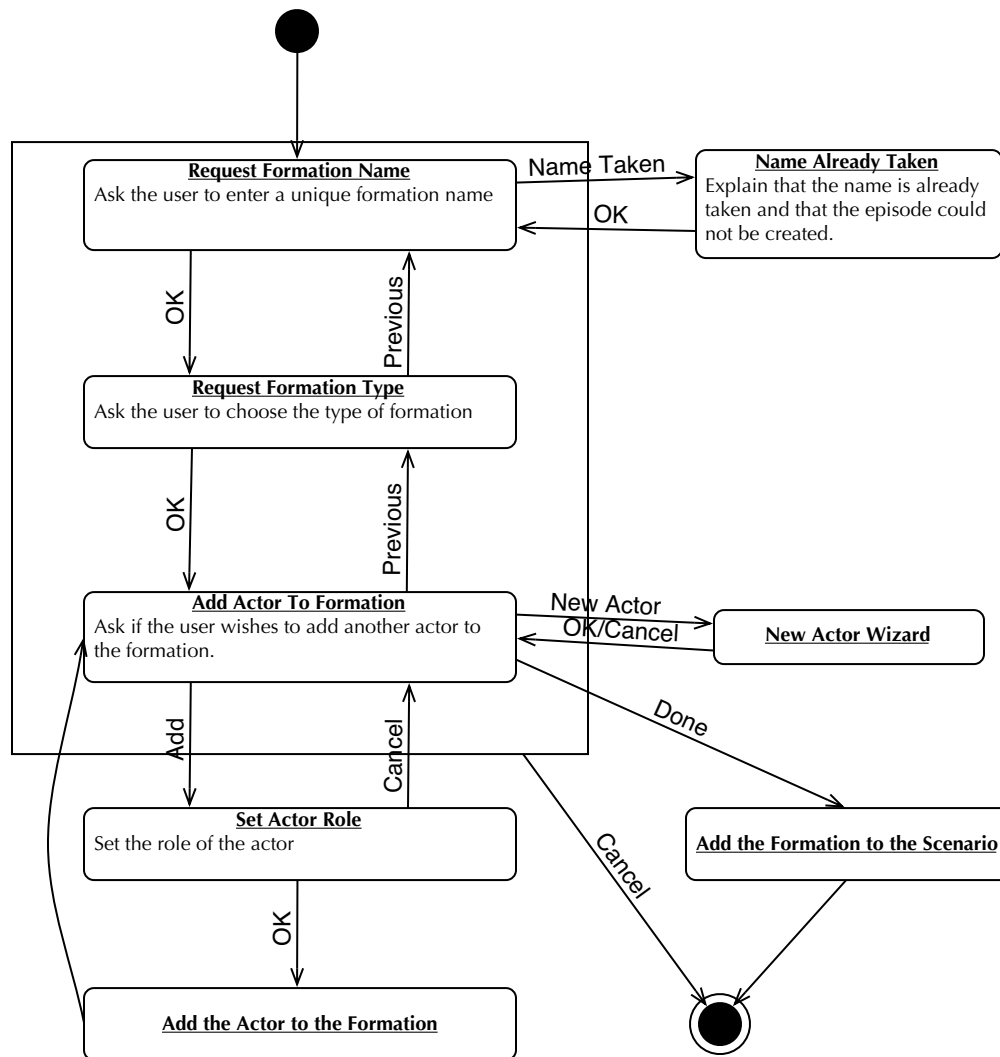 Request Formation Name
Ask the user to enter a unique formation name
Name Taken
Name Already Taken
Explain that the name is already
taken and that the episode could
not be created.
OK
OK
Previous
Request Formation Type
Ask the user to choose the type of formation
OK
Previous
Add Actor To Formation
Ask if the user wishes to add another actor to
the formation.
New Actor
OK/Cancel
New Actor Wizard
Add
Cancel
Done
Set Actor Role
Set the role of the actor
Cancel
Add the Formation to the Scenario
OK
Add the Actor to the Formation